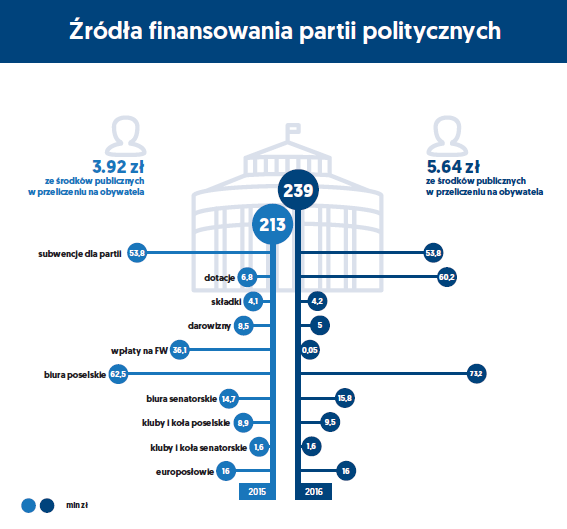 Źródła finansowania partii politycznych
3.92 zł
ze środków publicznych
w przeliczeniu na obywatela
5.64 zł
ze środków publicznych
w przeliczeniu na obywatela
239
213
subwencje dla partii 53,8 53,8
dotacje 6,8 60,2
składki 4,1 4,2
darowizny 8,5 5
wpłaty na FW 36,1 0,05
biura poselskie 62,5 73,2
biura senatorskie 14,7 15,8
kluby i koła poselskie 8,9 9,5
kluby i koła senatorskie 1,6 1,6
europosłowie 16 16
2015 2016
mln zł